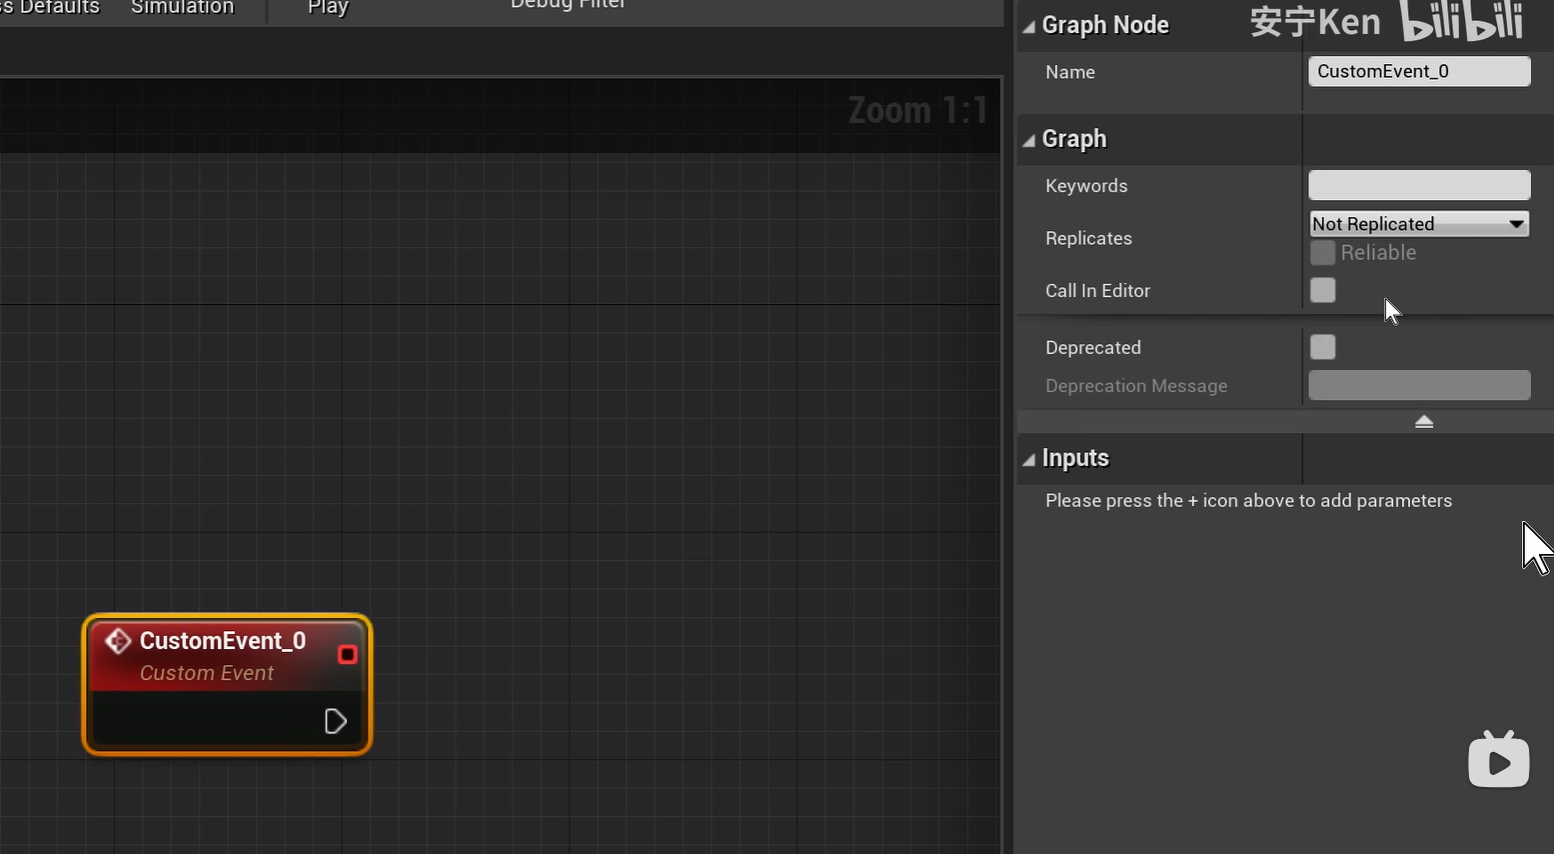 s Defaults
Simulation
Play
Debug Filter
安宁Ken bilibili
Zoom 1:1
Graph Node
Name
CustomEvent_0
Graph
Keywords
Replicates
Not Replicated
Reliable
Call In Editor
Deprecated
Deprecation Message
Inputs
Please press the + icon above to add parameters
CustomEvent_0
Custom Event